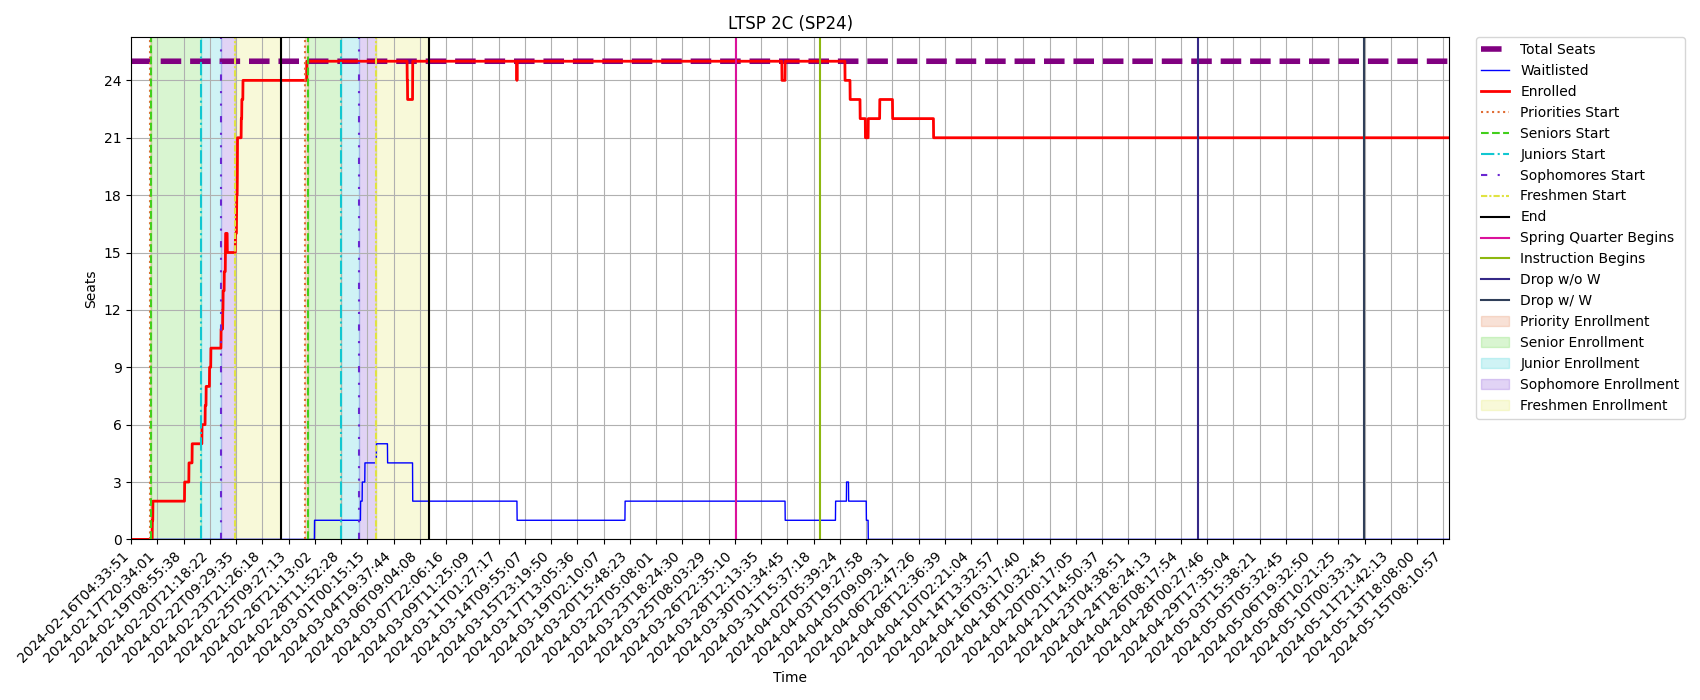 LTSP 2C (SP24)
Seats
24
21
18
15
12
9
6
3
0
2024-02-16T04:33:51
2024-02-17T20:34:01
2024-02-19T08:55:38
2024-02-20T21:18:22
2024-02-22T09:29:35
2024-02-23T21:26:18
2024-02-25T09:27:13
2024-02-26T21:13:02
2024-02-28T11:52:28
2024-03-01T00:15:15
2024-03-04T19:37:44
2024-03-06T09:04:08
2024-03-07T22:06:16
2024-03-09T11:25:09
2024-03-11T01:27:17
2024-03-14T09:55:07
2024-03-15T23:19:50
2024-03-17T13:05:36
2024-03-19T02:10:07
2024-03-20T15:48:23
2024-03-22T05:08:01
2024-03-23T18:24:30
2024-03-25T08:03:29
2024-03-26T22:35:10
2024-03-28T12:13:35
2024-03-30T01:34:45
2024-03-31T15:37:18
2024-04-02T05:39:24
2024-04-03T19:27:58
2024-04-05T09:09:31
2024-04-06T22:47:26
2024-04-08T12:36:39
2024-04-10T02:21:04
2024-04-14T13:32:57
2024-04-16T03:17:40
2024-04-18T10:32:45
2024-04-20T00:17:05
2024-04-21T14:50:37
2024-04-23T04:38:51
2024-04-24T18:24:13
2024-04-26T08:17:54
2024-04-28T00:27:46
2024-04-29T17:35:04
2024-05-03T15:38:21
2024-05-05T05:32:45
2024-05-06T19:32:50
2024-05-08T10:21:25
2024-05-10T00:33:31
2024-05-11T21:42:13
2024-05-13T18:08:00
2024-05-15T08:10:57
Time
Total Seats
Waitlisted
Enrolled
Priorities Start
Seniors Start
Juniors Start
Sophomores Start
Freshmen Start
End
Spring Quarter Begins
Instruction Begins
Drop w/o W
Drop w/ W
Priority Enrollment
Senior Enrollment
Junior Enrollment
Sophomore Enrollment
Freshmen Enrollment